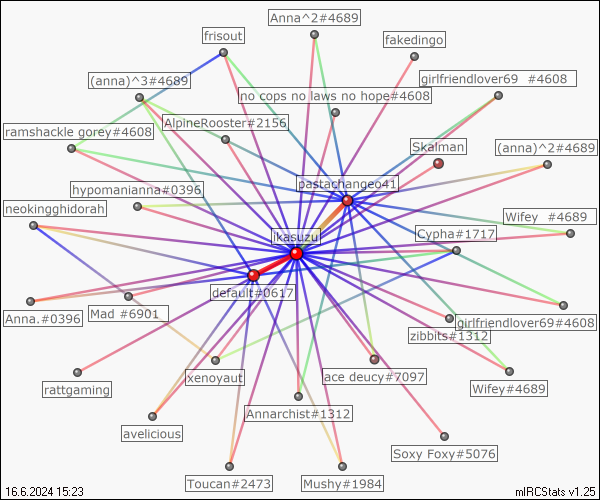 Anna^2#4689
frisout
fakedingo
(anna)^3#4689
girlfriendlover69 #4608
no cops no laws no hope#4608
ramshackle gorey#4608
AlpineRooster#2156
Skalman
(anna)^2#4689
pastachangeo41
hypomanianna#0396
neokingghidorah
Wifey #4689
Cypha#1717
ikasuzu
default#0617
Anna.#0396
Mad #6901
girlfriendlover69#4608
zibbits#1312
xenoyaut
rattgaming
ace deucy#7097
Wifey#4689
Annarchist#1312
avelicious
Soxy Foxy#5076
Toucan#2473
Mushy#1984
16.6.2024 15:23
mIRCStats v1.25